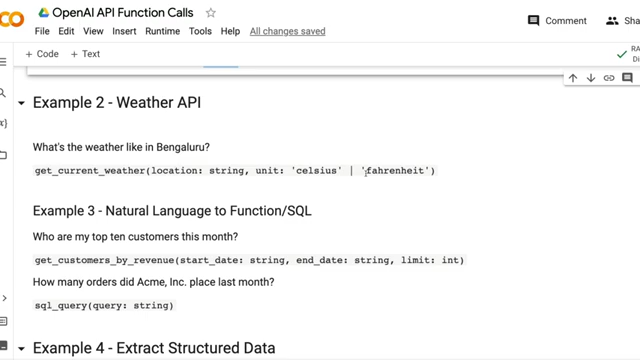 OpenAI API Function Calls
File Edit View Insert Runtime Tools Help All changes saved
Comment
+ Code + Text
Example 2 - Weather API
What's the weather like in Bengaluru?
get_current_weather(location: string, unit: 'celsius' | 'fahrenheit')
Example 3 - Natural Language to Function/SQL
Who are my top ten customers this month?
get_customers_by_revenue(start_date: string, end_date: string, limit: int)
How many orders did Acme, Inc. place last month?
sql_query(query: string)
Example 4 - Extract Structured Data